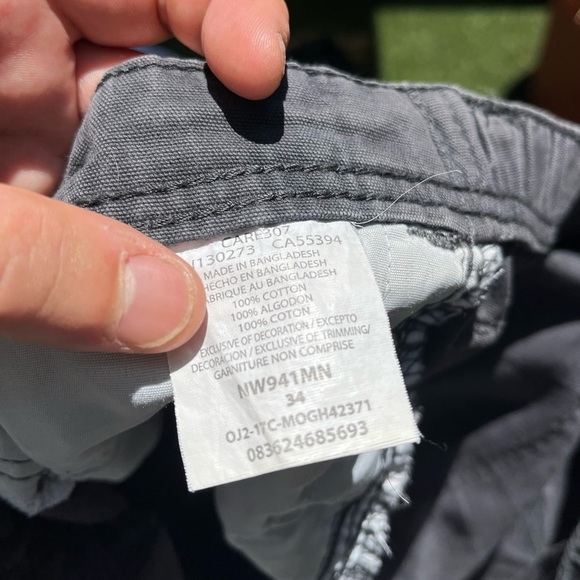 CARE307
1130273 CA55394
MADE IN BANGLADESH
HECHO EN BANGLADESH
FABRIQUE AU BANGLADESH
100% COTTON
100% ALGODON
100% COTON
EXCLUSIVE OF DECORATION / EXCEPTO
DECORACION / EXCLUSIVE OF TRIMMING/
GARNITURE NON COMPRISE
NW941MN
34
OJ2-17C-MOGH42371
083624685693